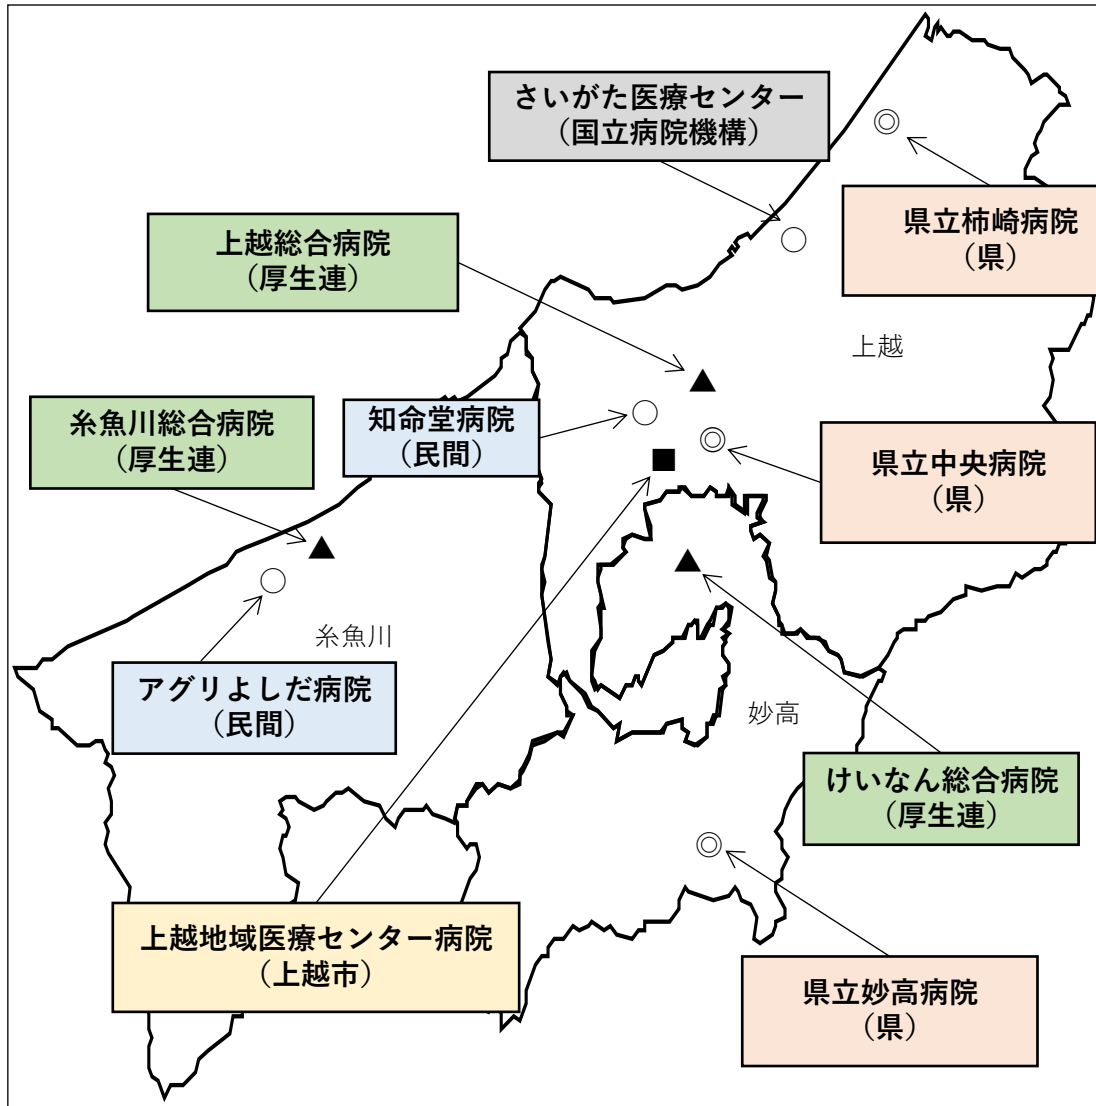 さいがた医療センター
（国立病院機構）
県立柿崎病院
（県）
上越総合病院
（厚生連）
上越
糸魚川総合病院
（厚生連）
知命堂病院
（民間）
県立中央病院
（県）
糸魚川
アグリよしだ病院
（民間）
妙高
けいなん総合病院
（厚生連）
上越地域医療センター病院
（上越市）
県立妙高病院
（県）